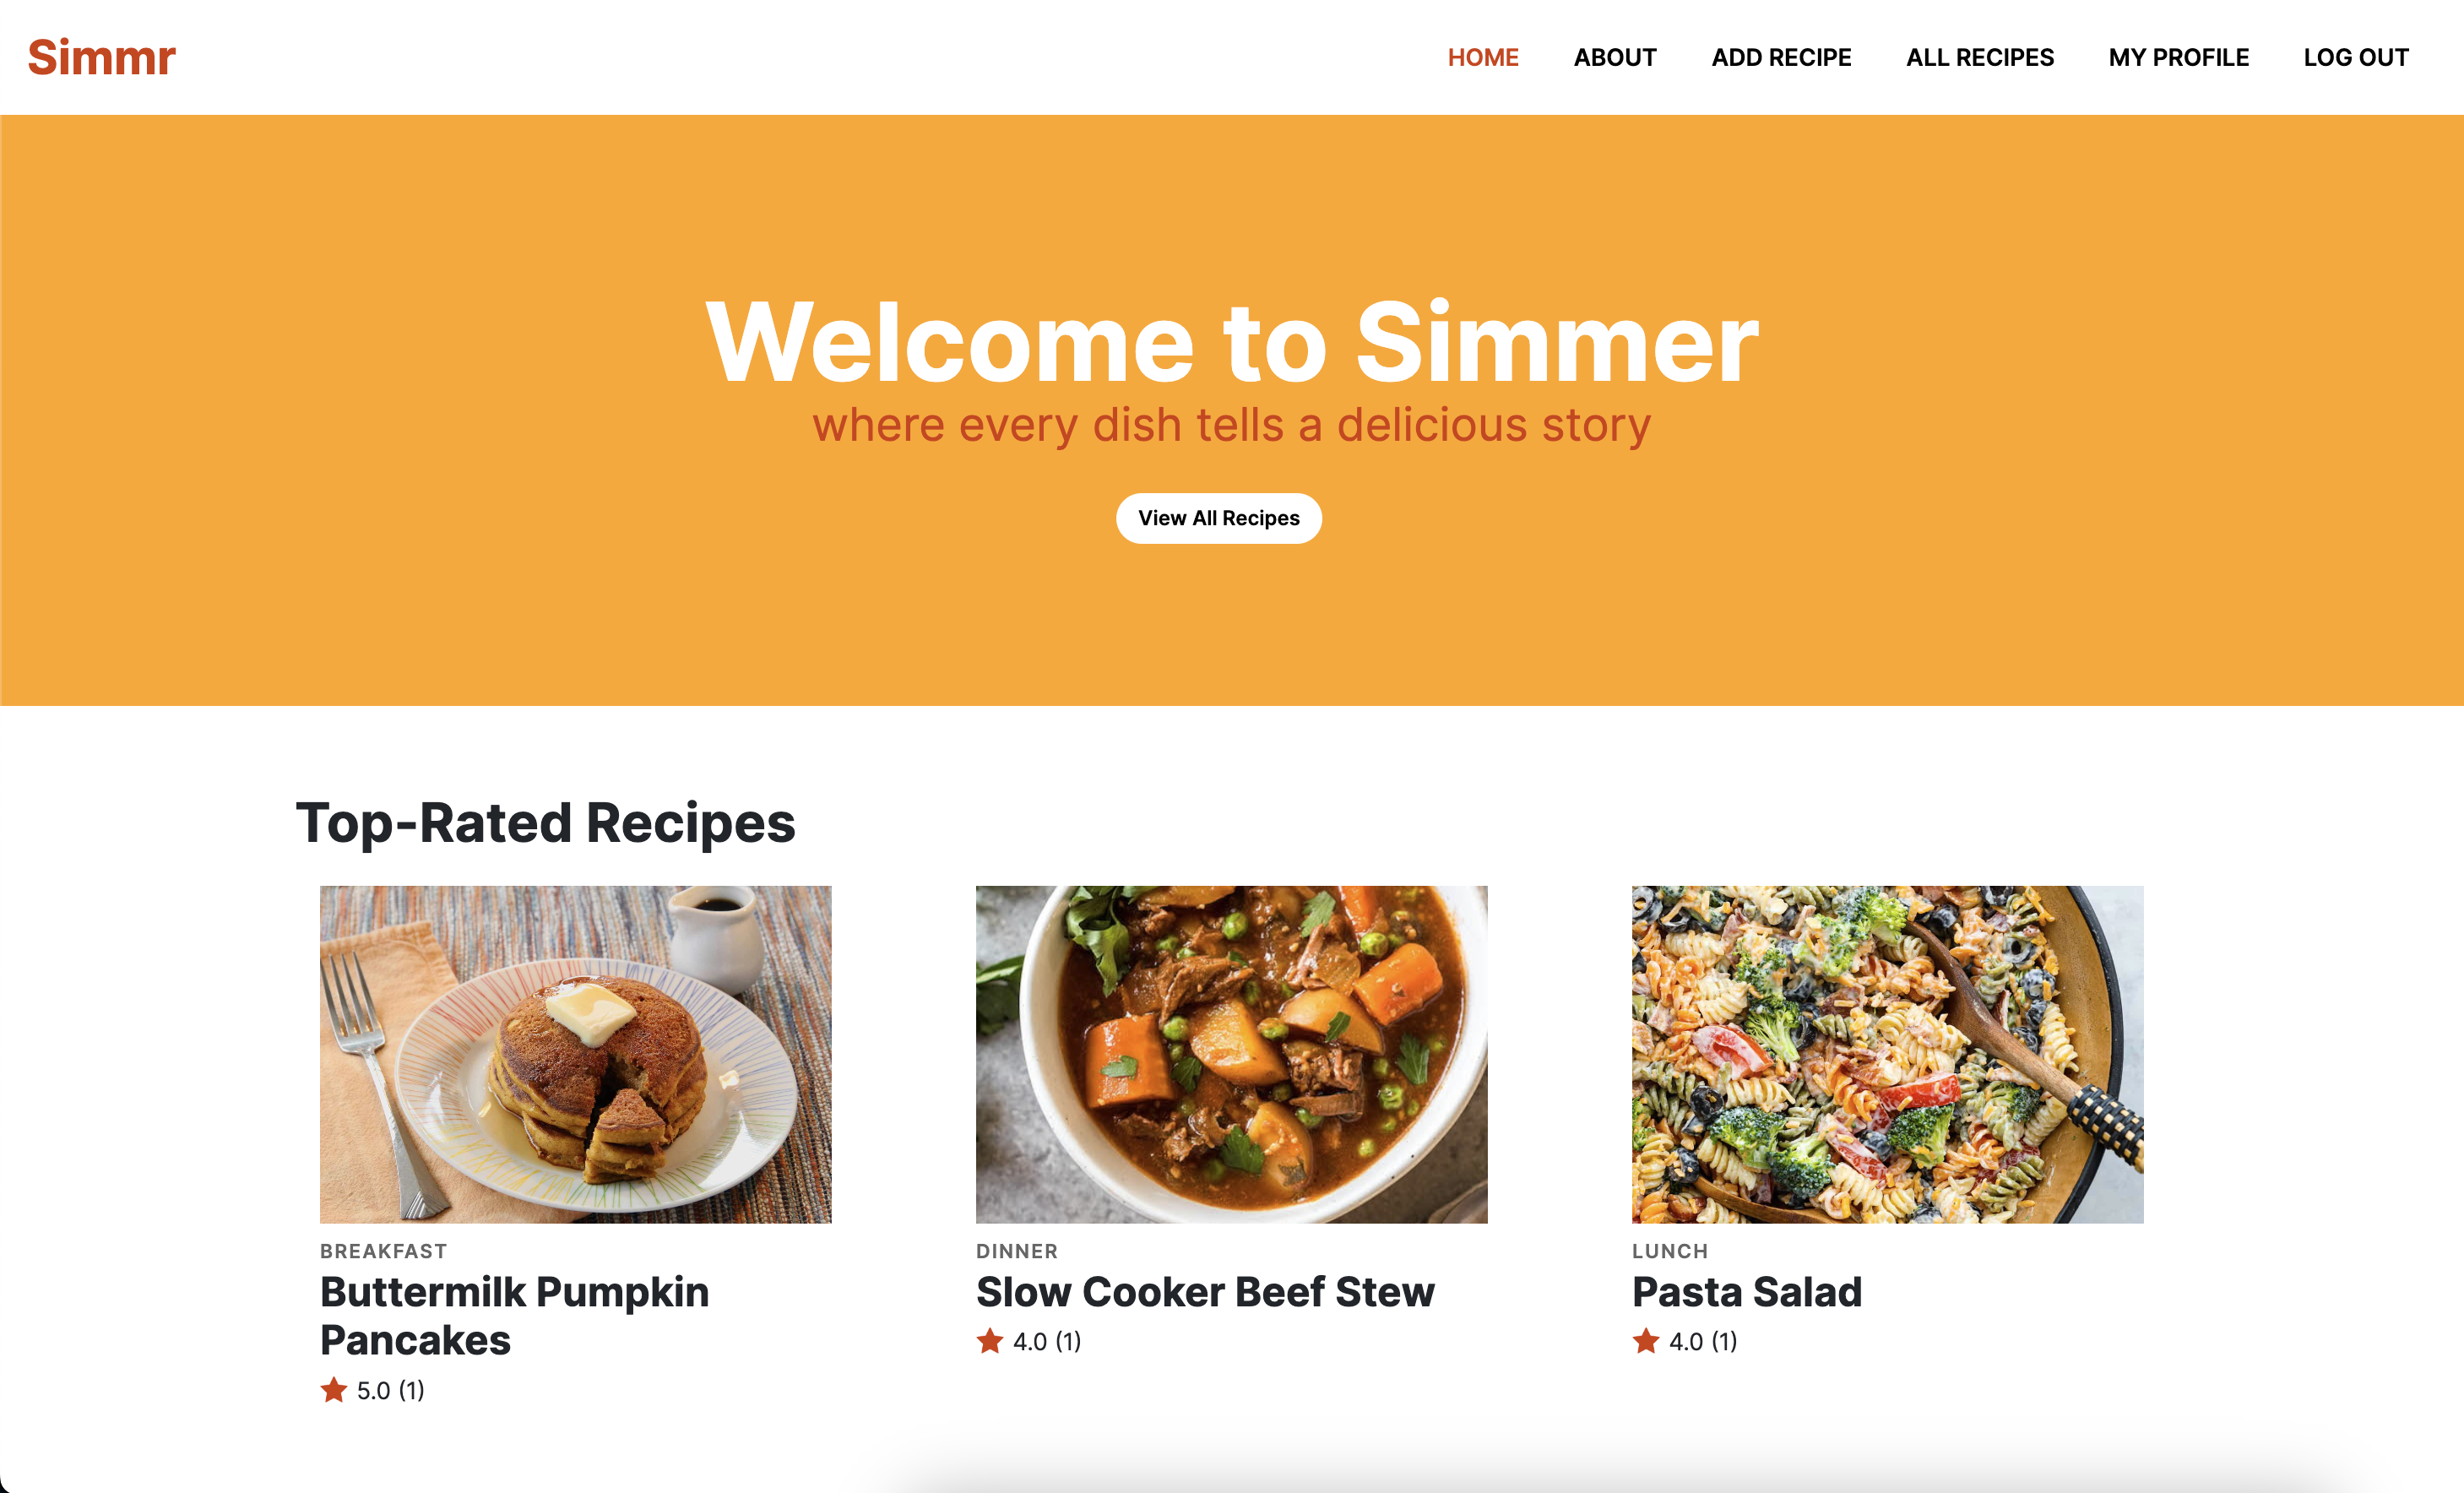 Simmr
HOME ABOUT ADD RECIPE ALL RECIPES MY PROFILE LOG OUT
Welcome to Simmer
where every dish tells a delicious story
View All Recipes
Top-Rated Recipes
BREAKFAST
Buttermilk Pumpkin
Pancakes
5.0 (1)
DINNER
Slow Cooker Beef Stew
4.0 (1)
LUNCH
Pasta Salad
4.0 (1)